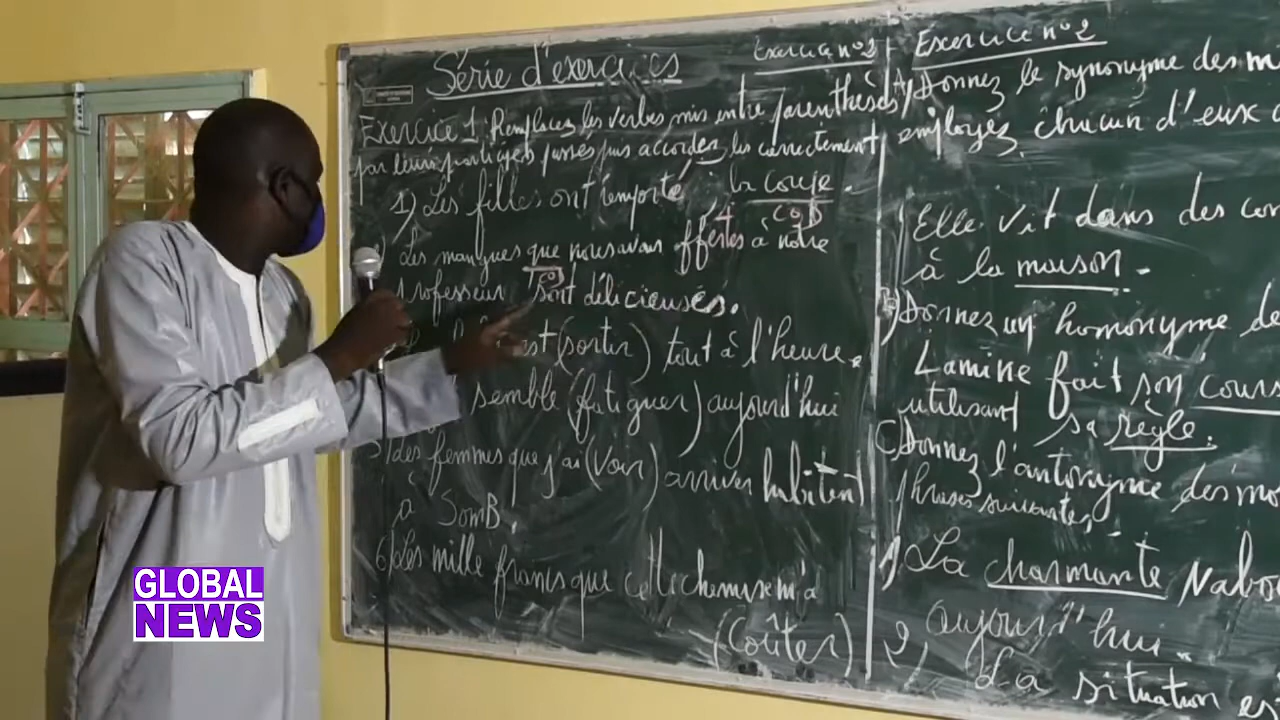 Série d'exercices
Exercice n°2
Exercice 1: Remplacez les verbes mis entre parenthèses
par leurs participes passés puis accordez les correctement
1) Les filles ont remporté la coupe.
COD
Les mangues que nous avons offertes à notre
COD
Professeur sont délicieuses.
est (sortir) tout à l'heure.
semble (fatiguer) aujourd'hui
5) des femmes que j'ai (voir) arriver habitent
à SomB.
6) Les mille francs que cette chemise m'a
(Coûter)
Exercice n°2
A) Donnez le synonyme des
employez chacun d'eux
Elle vit dans des
à la maison.
B) Donnez un homonyme de
Lamine fait son cours
utilisant sa règle.
C) Donnez l'antonyme des
phrases suivantes,
1) La charmante
aujourd'hui.
2) La situation
GLOBAL
NEWS